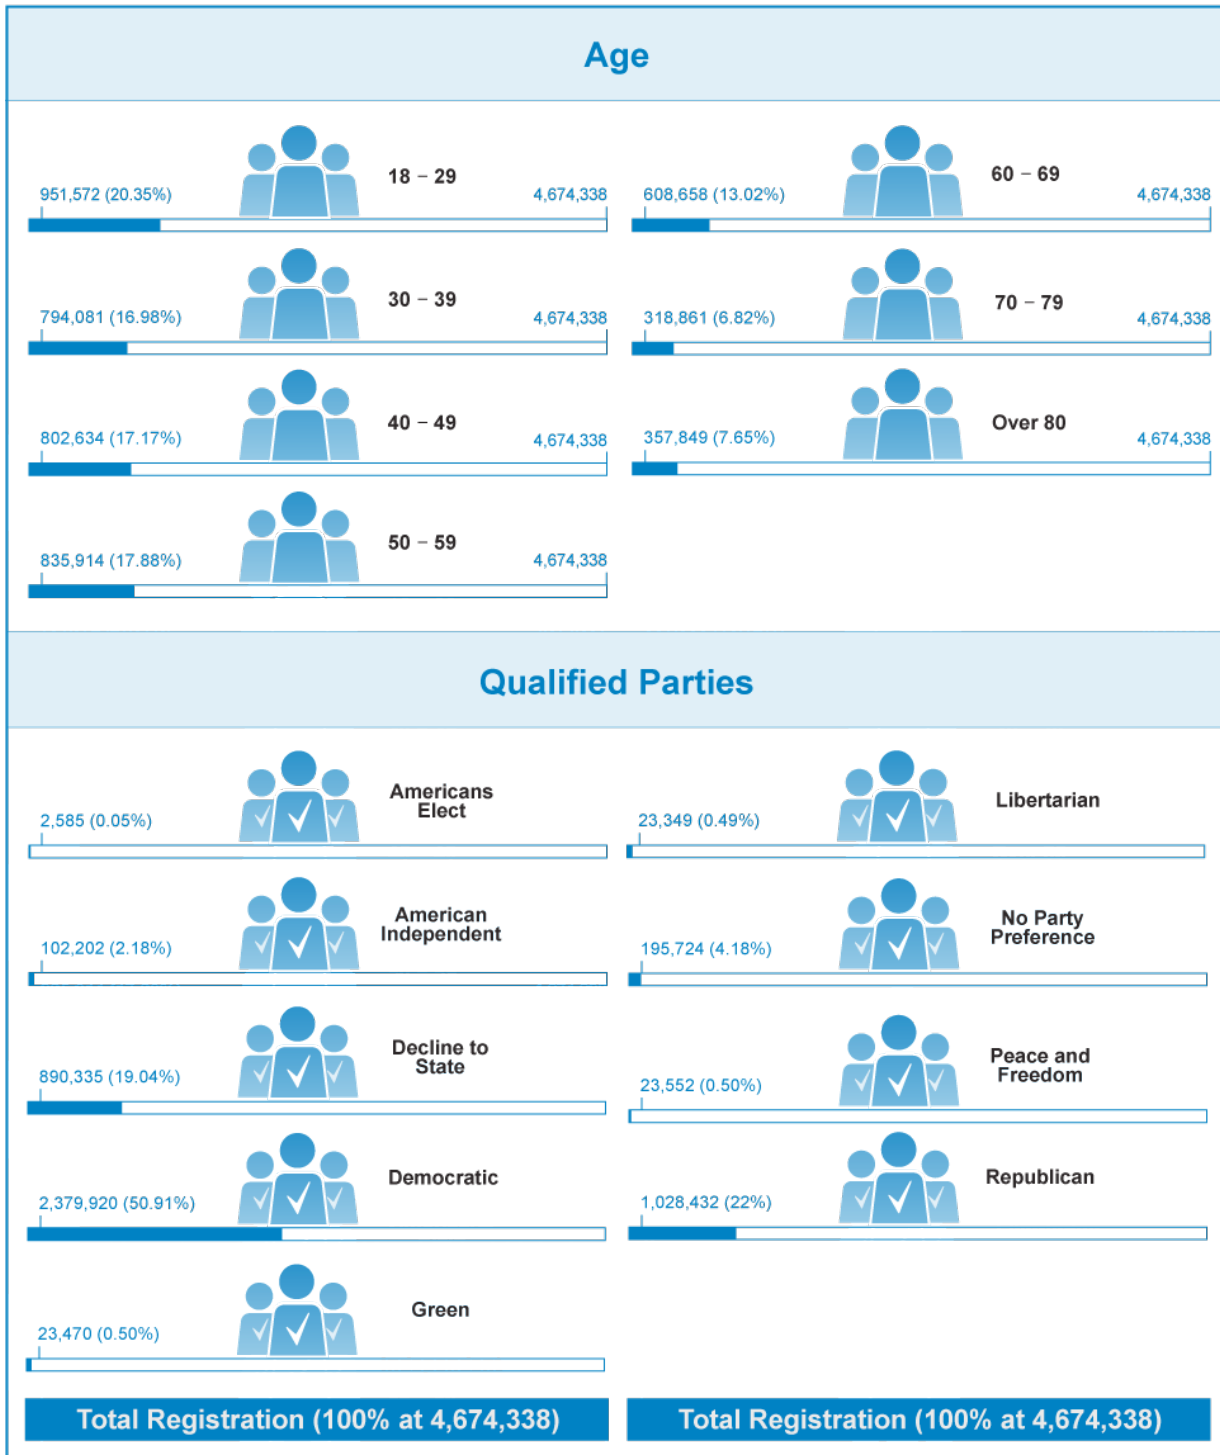 Age
18 – 29
951,572 (20.35%)
4,674,338
60 – 69
608,658 (13.02%)
4,674,338
30 – 39
794,081 (16.98%)
4,674,338
70 – 79
318,861 (6.82%)
4,674,338
40 – 49
802,634 (17.17%)
4,674,338
Over 80
357,849 (7.65%)
4,674,338
50 – 59
835,914 (17.88%)
4,674,338
Qualified Parties
Americans
Elect
2,585 (0.05%)
Libertarian
23,349 (0.49%)
American
Independent
102,202 (2.18%)
No Party
Preference
195,724 (4.18%)
Decline to
State
890,335 (19.04%)
Peace and
Freedom
23,552 (0.50%)
Democratic
2,379,920 (50.91%)
Republican
1,028,432 (22%)
Green
23,470 (0.50%)
Total Registration (100% at 4,674,338)
Total Registration (100% at 4,674,338)